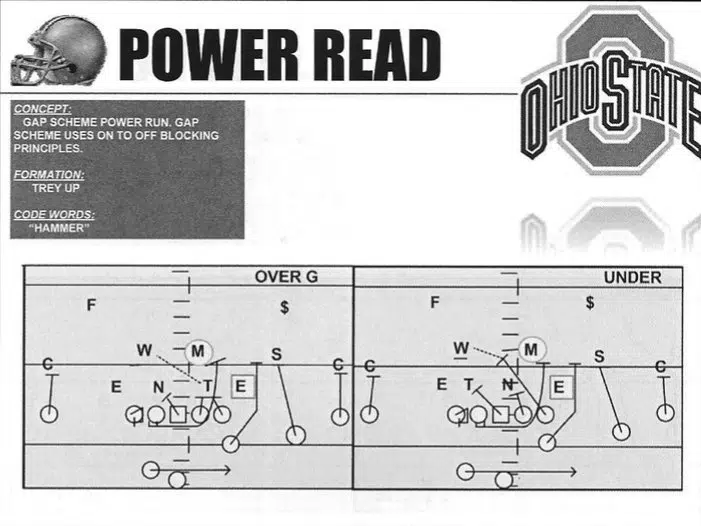 POWER READ
OHIO STATE
CONCEPT:
GAP SCHEME POWER RUN. GAP
SCHEME USES ON TO OFF BLOCKING
PRINCIPLES.
FORMATION:
TREY UP
CODE WORDS:
"HAMMER"
OVER G
F
$
W
M
S
C
C
E
N
T
E
UNDER
F
$
W
M
S
C
C
E
T
N
E